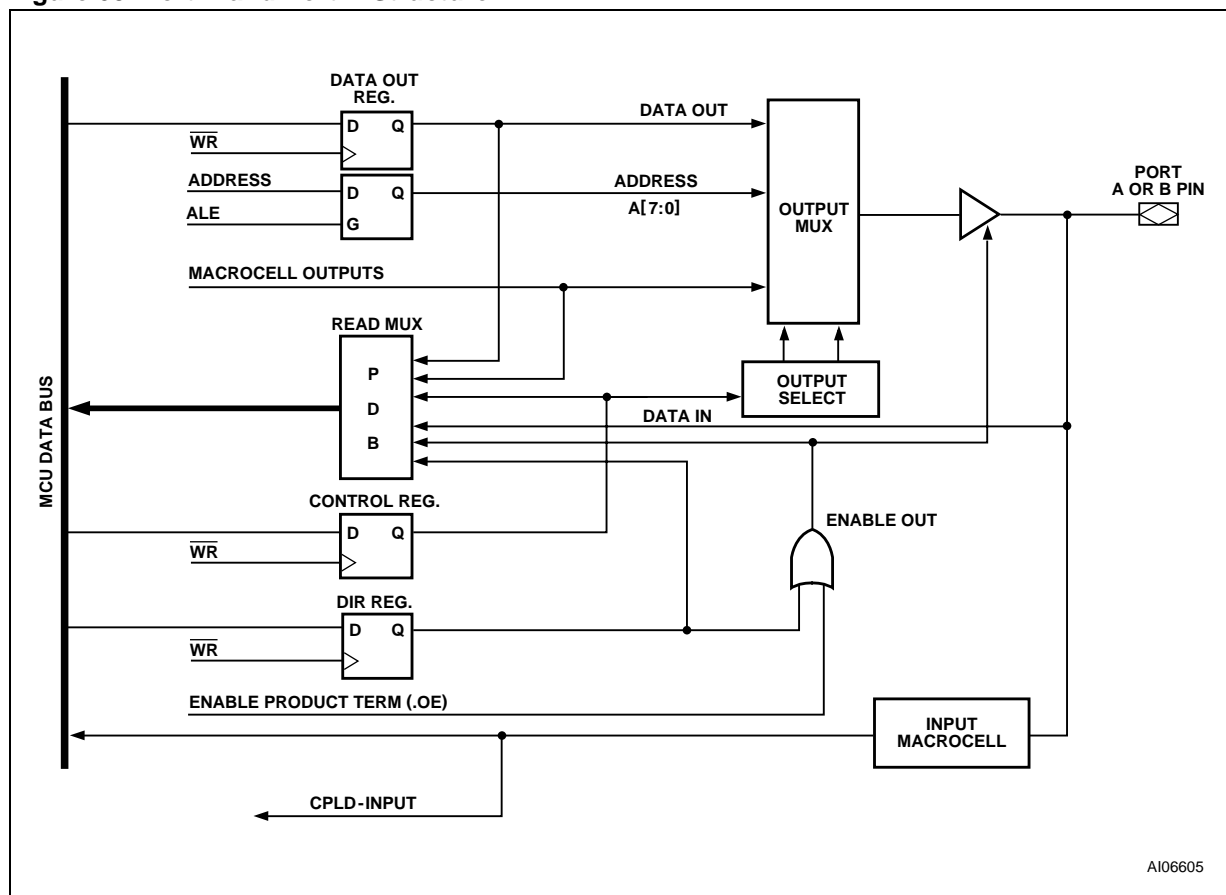 DATA OUT
REG.
D Q
WR
DATA OUT
ADDRESS
D Q
ADDRESS
A[7:0]
ALE
G
OUTPUT
MUX
PORT
A OR B PIN
MACROCELL OUTPUTS
READ MUX
P
D
B
OUTPUT
SELECT
DATA IN
MCU DATA BUS
CONTROL REG.
D Q
WR
ENABLE OUT
DIR REG.
D Q
WR
ENABLE PRODUCT TERM (.OE)
INPUT
MACROCELL
CPLD-INPUT
AI06605